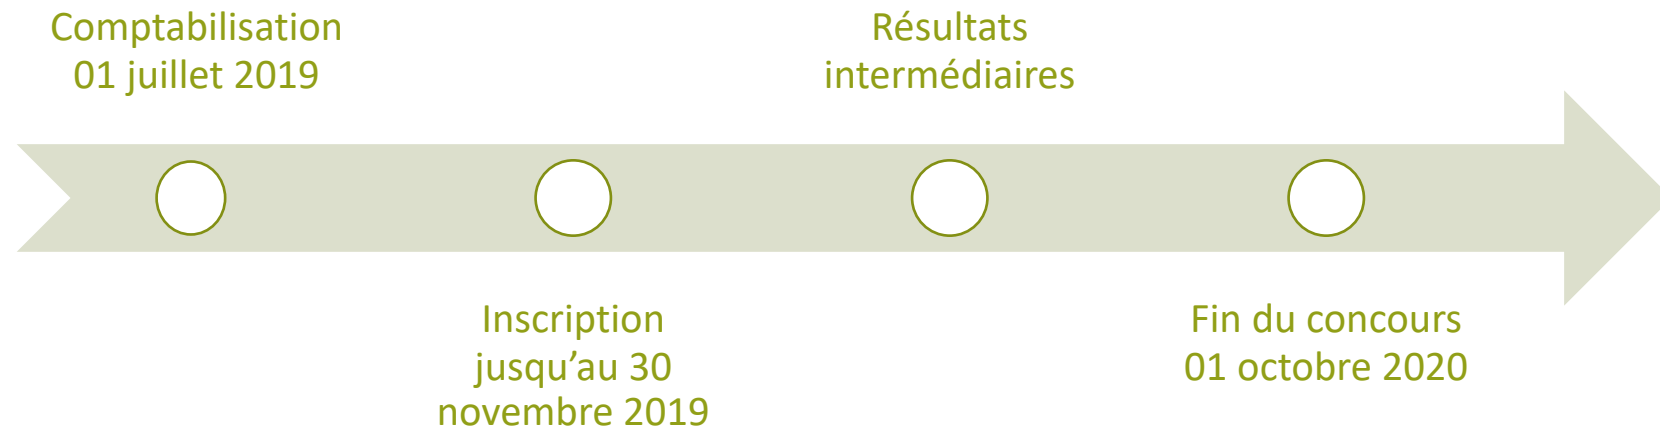 Comptabilisation
01 juillet 2019
Résultats
intermédiaires
Inscription
jusqu’au 30
novembre 2019
Fin du concours
01 octobre 2020